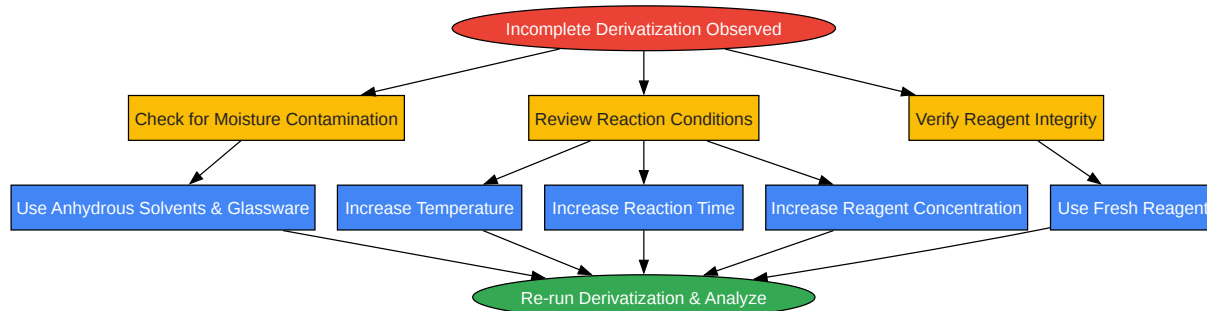 Incomplete Derivatization Observed
Check for Moisture Contamination
Review Reaction Conditions
Verify Reagent Integrity
Use Anhydrous Solvents & Glassware
Increase Temperature
Increase Reaction Time
Increase Reagent Concentration
Use Fresh Reagent
Re-run Derivatization & Analyze